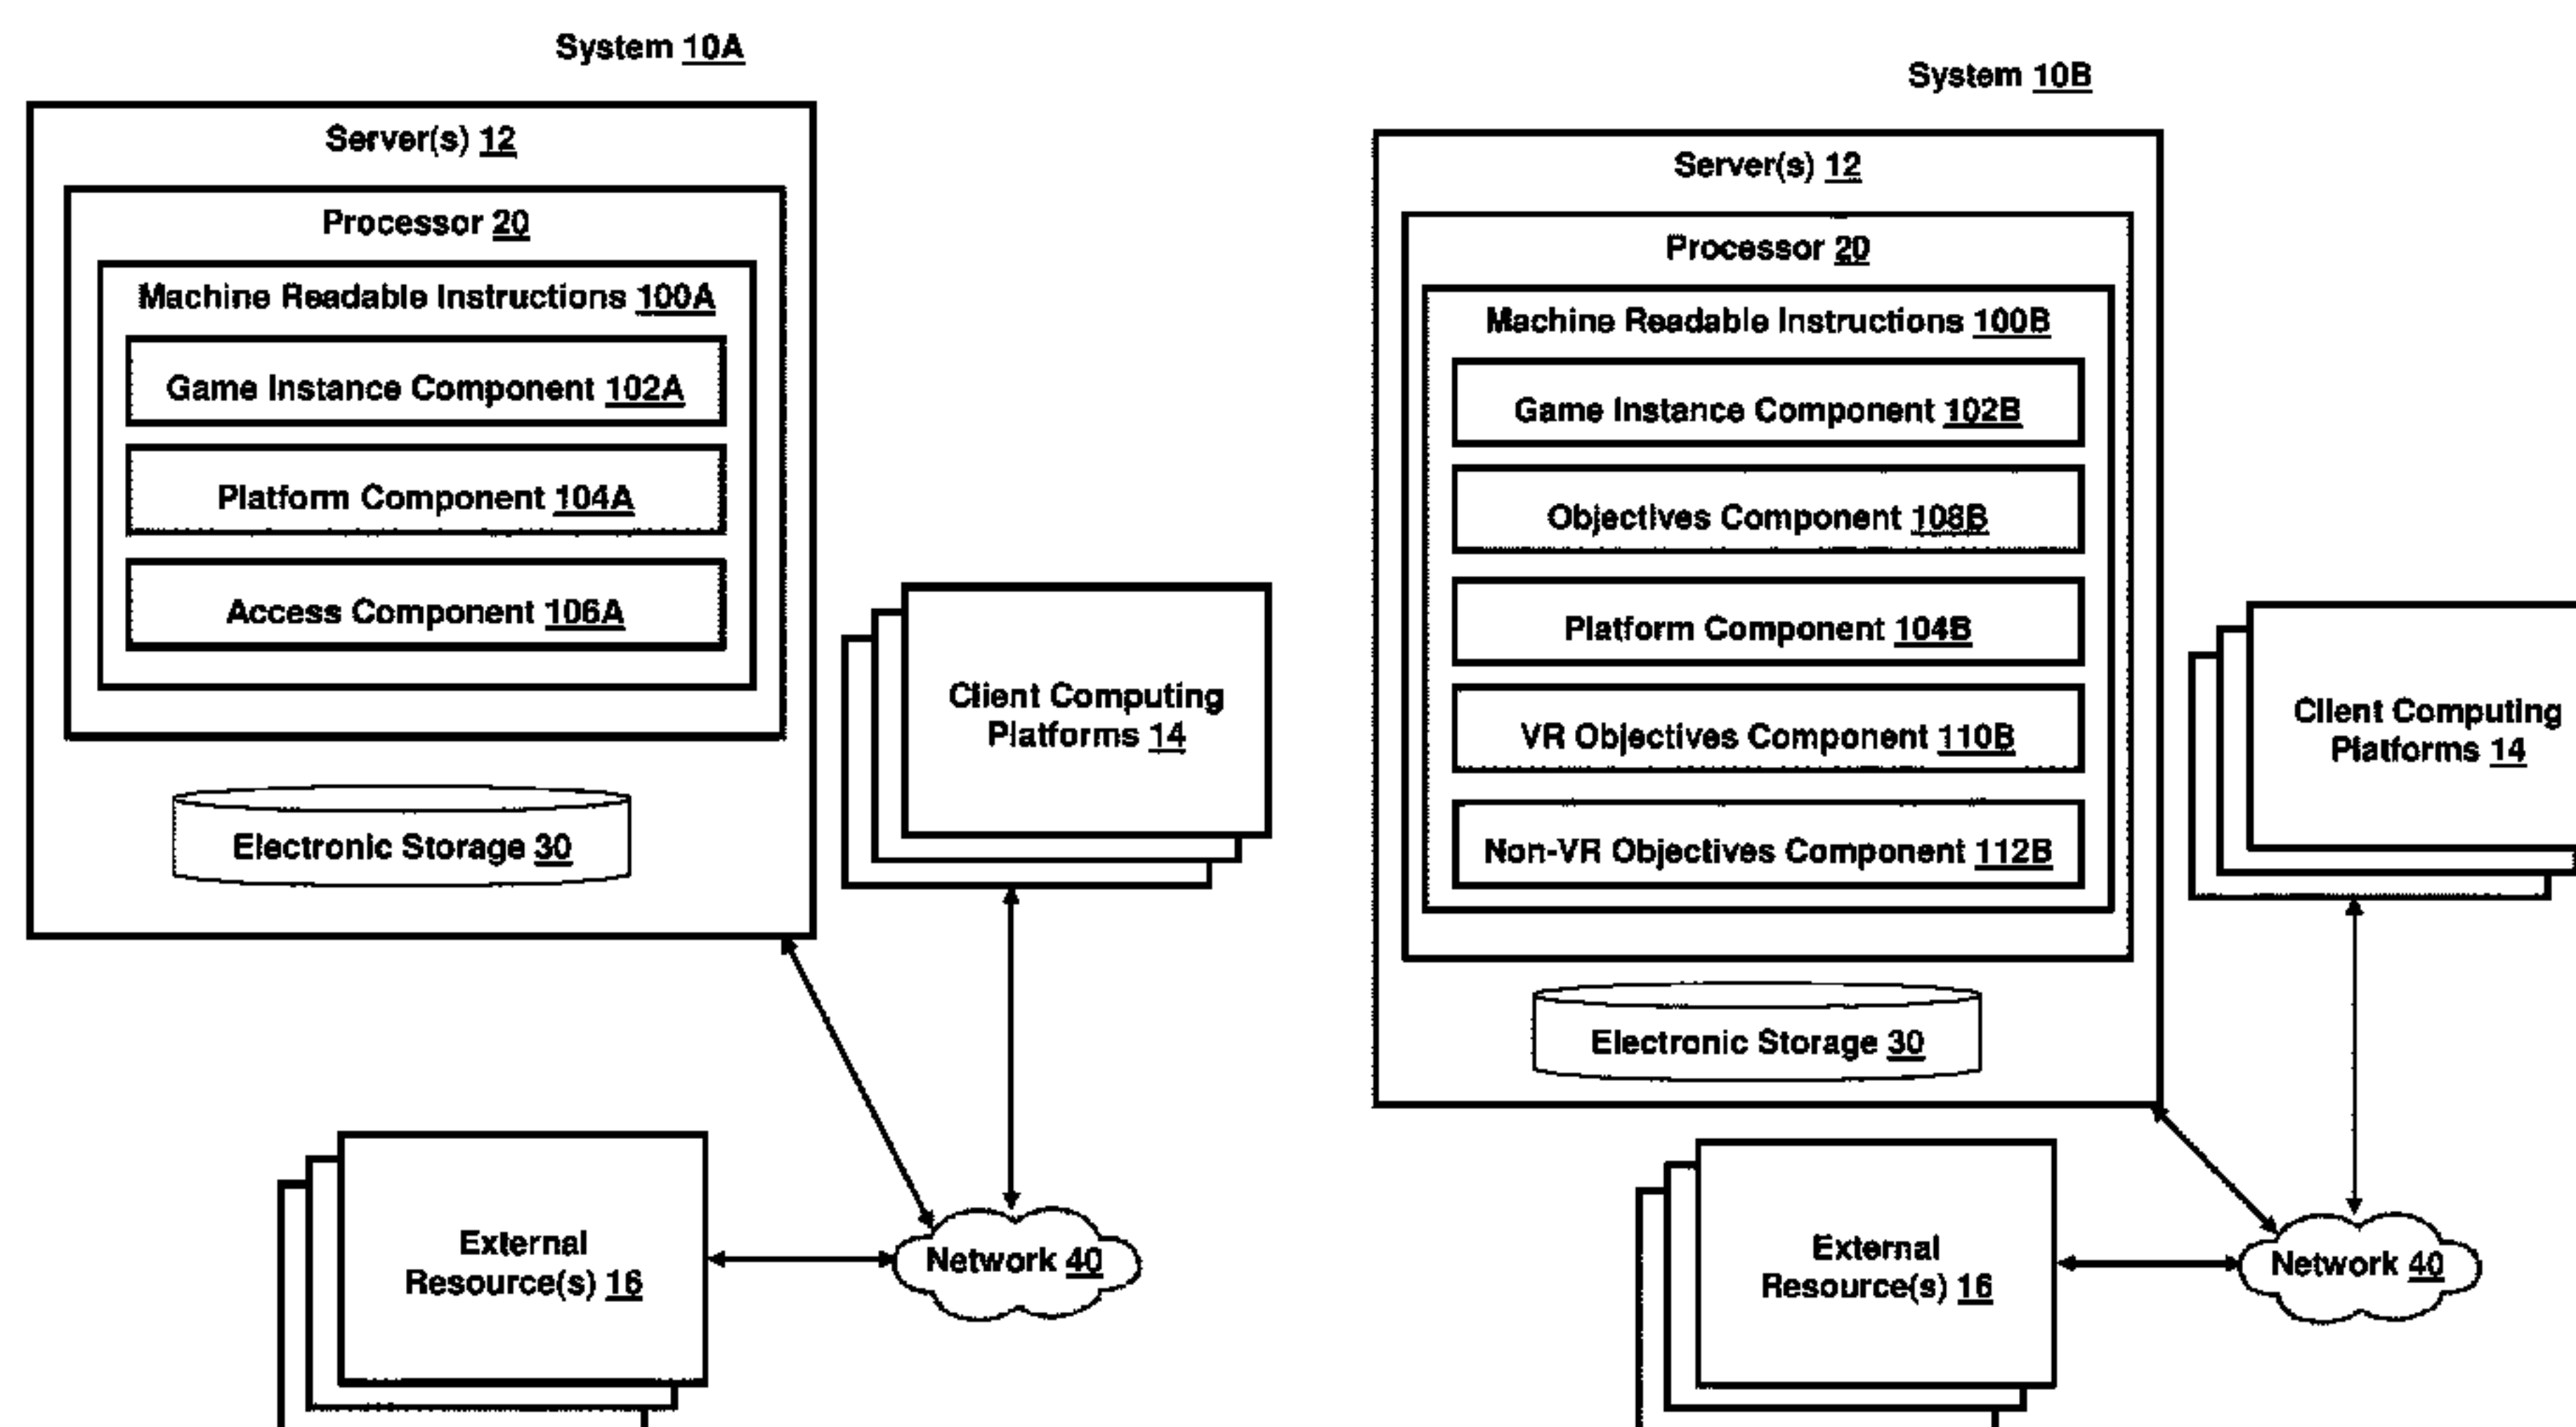 System 10A
Server(s) 12
Processor 20
Machine Readable Instructions 100A
Game Instance Component 102A
Platform Component 104A
Access Component 106A
Electronic Storage 30
Client Computing
Platforms 14
External
Resource(s) 16
Network 40
System 10B
Server(s) 12
Processor 20
Machine Readable Instructions 100B
Game Instance Component 102B
Objectives Component 108B
Platform Component 104B
VR Objectives Component 110B
Non-VR Objectives Component 112B
Electronic Storage 30
Client Computing
Platforms 14
External
Resource(s) 16
Network 40